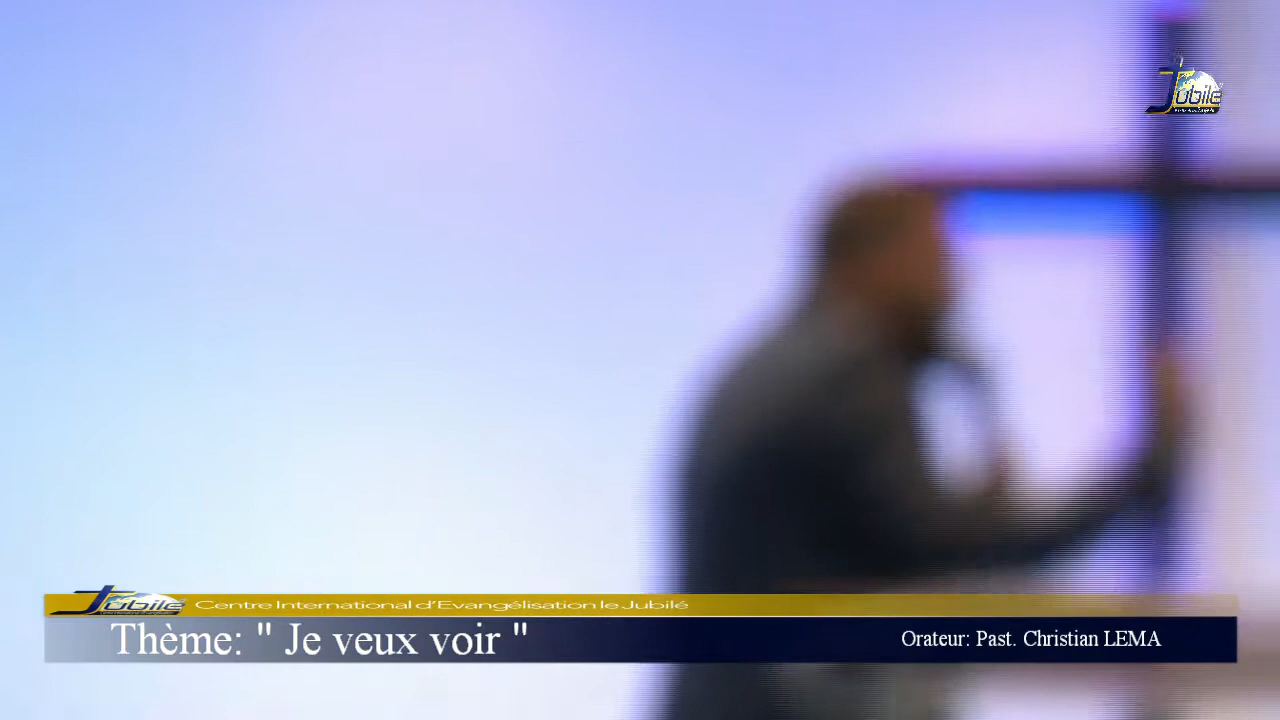 Jubilé
Jubilé Centre International d'Evangélisation le Jubilé
Thème: " Je veux voir "
Orateur: Past. Christian LEMA